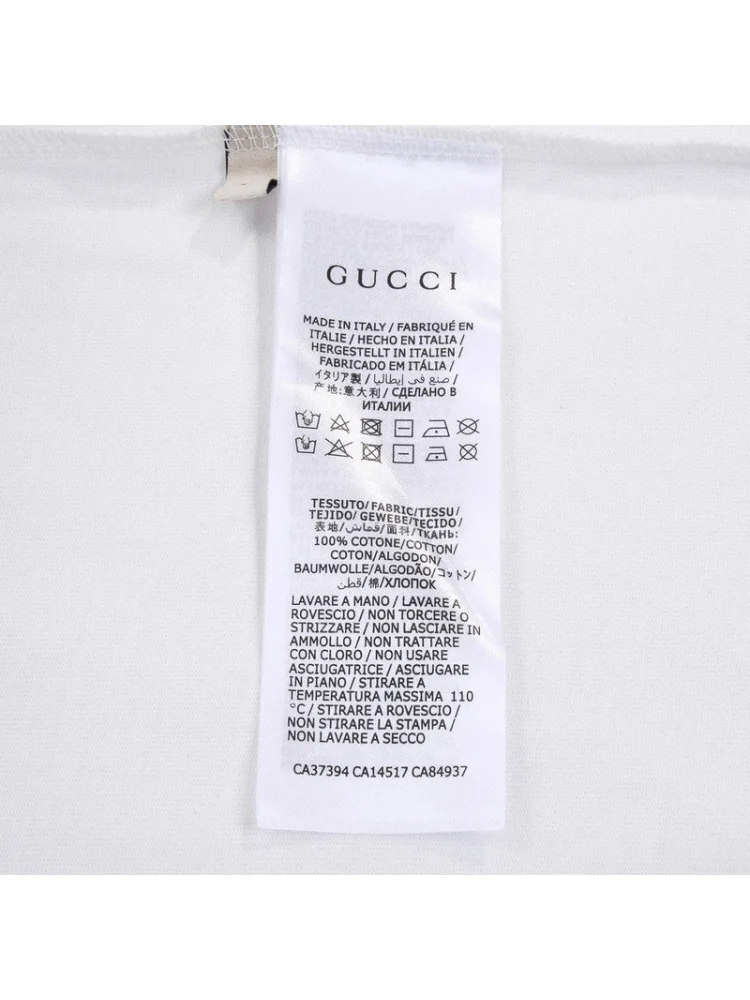 GUCCI
MADE IN ITALY / FABRIQUÉ EN
ITALIE / HECHO EN ITALIA /
HERGESTELLT IN ITALIEN /
FABRICADO EM ITÁLIA /
イタリア製 / صنع في إيطاليا /
产地:意大利 / СДЕЛАНО В
ИТАЛИИ
TESSUTO/FABRIC/TISSU/
TEJIDO/ GEWEBE/TECIDO/
表地/قماش/面料/ТКАНЬ:
100% COTONE/COTTON/
COTON/ALGODON/
BAUMWOLLE/ALGODÃO/コットン/
قطن/棉/ХЛОПОК
LAVARE A MANO / LAVARE A
ROVESCIO / NON TORCERE O
STRIZZARE / NON LASCIARE IN
AMMOLLO / NON TRATTARE
CON CLORO / NON USARE
ASCIUGATRICE / ASCIUGARE
IN PIANO / STIRARE A
TEMPERATURA MASSIMA 110
°C / STIRARE A ROVESCIO /
NON STIRARE LA STAMPA /
NON LAVARE A SECCO
CA37394 CA14517 CA84937